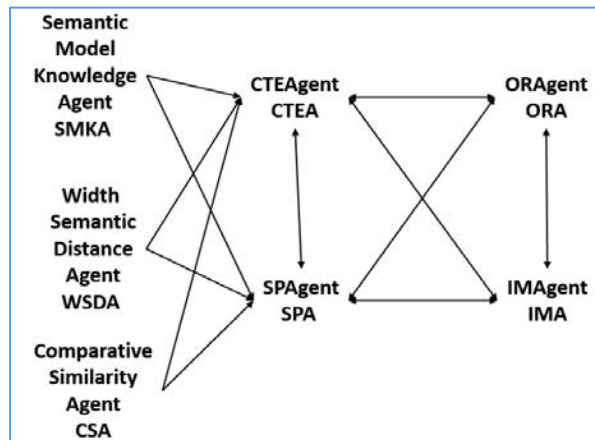 Semantic
Model
Knowledge
Agent
SMKA
Width
Semantic
Distance
Agent
WSDA
Comparative
Similarity
Agent
CSA
CTEAgent
CTEA
SPAgent
SPA
ORAgent
ORA
IMAgent
IMA